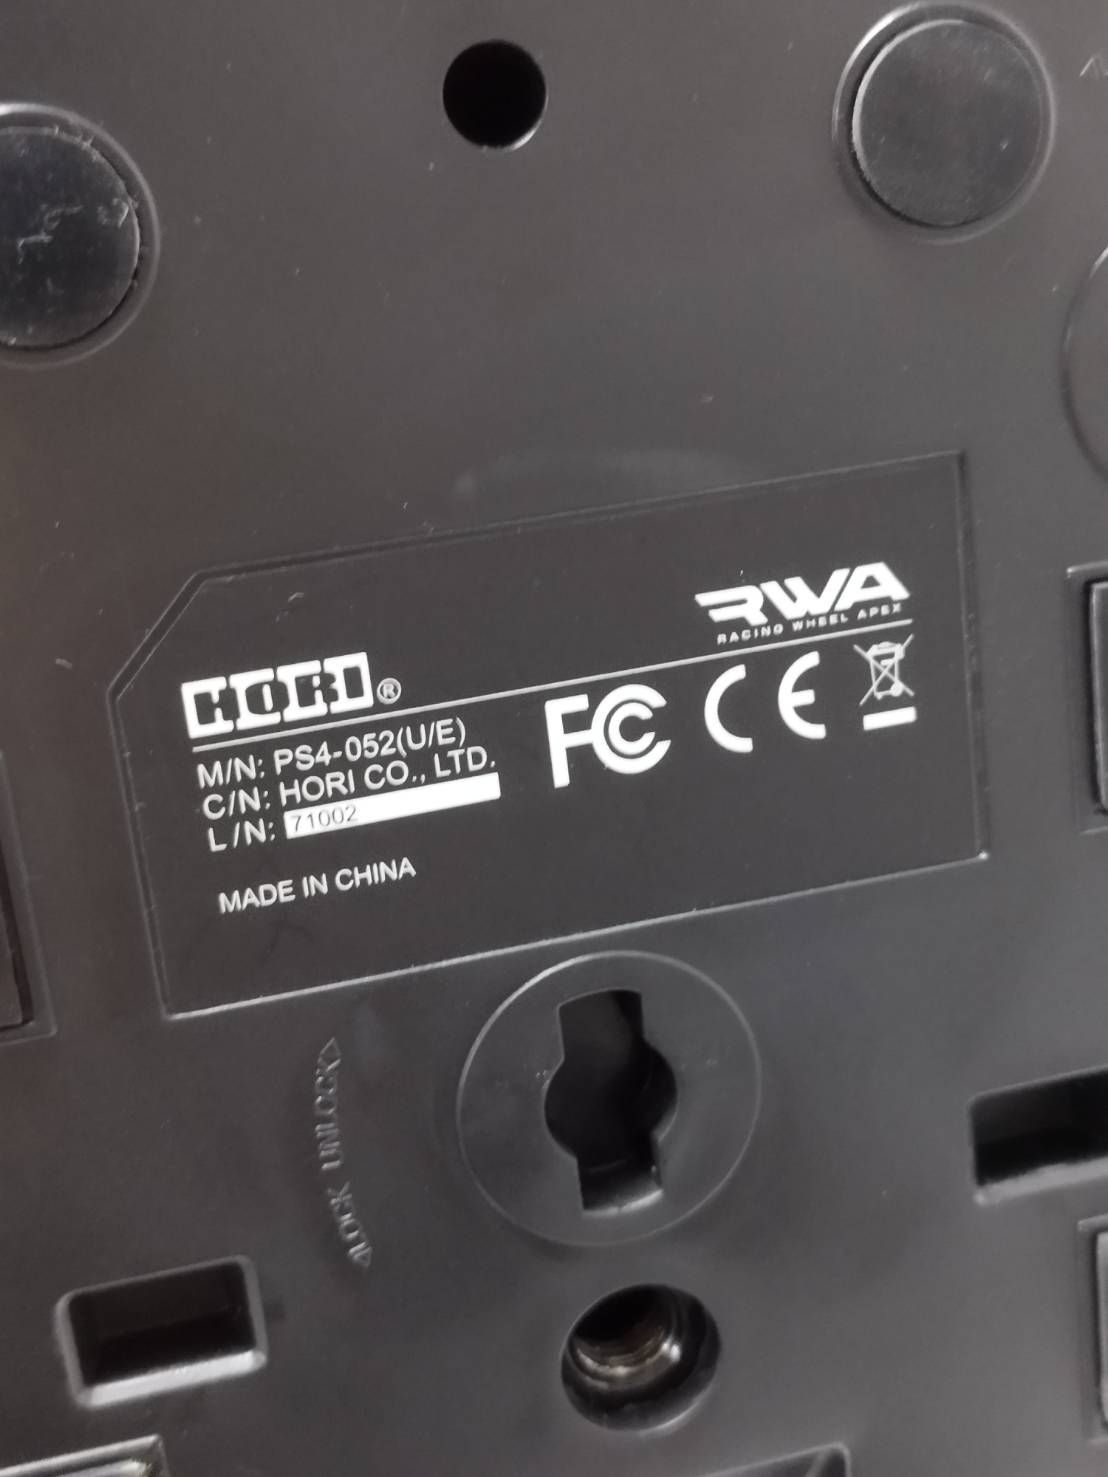 RWA
RACING WHEEL APEX
HORI®
M/N: PS4-052(U/E)
C/N: HORI CO., LTD.
L/N: 71002
FC CE
MADE IN CHINA
LOCK UNLOCK